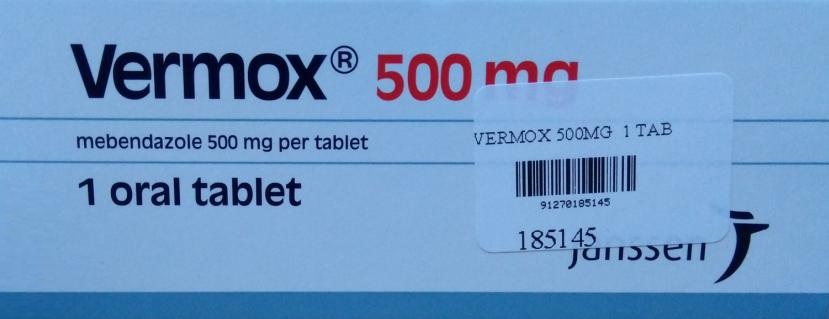 Vermox® 500 mg
mebendazole 500 mg per tablet
1 oral tablet
VERMOX 500MG 1 TAB
91270185145
185145
janssen